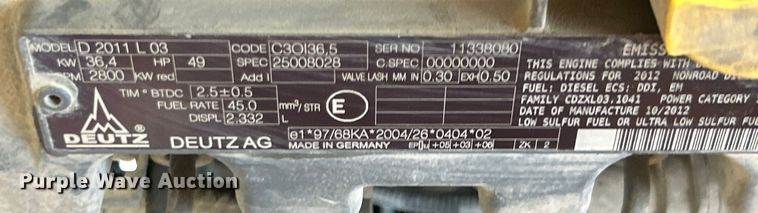 MODEL D 2011 L 03 CODE C3OI36,5 SER NO 11338080
KW 36,4 HP 49 SPEC 25008028 C.SPEC 00000000
RPM 2800 KW red Add I VALVE LASH MM IN 0.30 EXH 0.50
TIM ° BTDC 2.5±0.5
FUEL RATE 45.0 mm³/STR E
DISPL 2.332 L
DEUTZ DEUTZ AG
e1*97/68KA*2004/26*0404*02
MADE IN GERMANY +05 +03 +06 ZK 2
EMISS
THIS ENGINE COMPLIES WITH
REGULATIONS FOR 2012 NONROAD
FUEL: DIESEL ECS: DDI, EM
FAMILY CDZXL03.1041 POWER CATEGORY
DATE OF MANUFACTURE 10/2012
LOW SULFUR FUEL OR ULTRA LOW SULFUR FUE
Purple Wave Auction